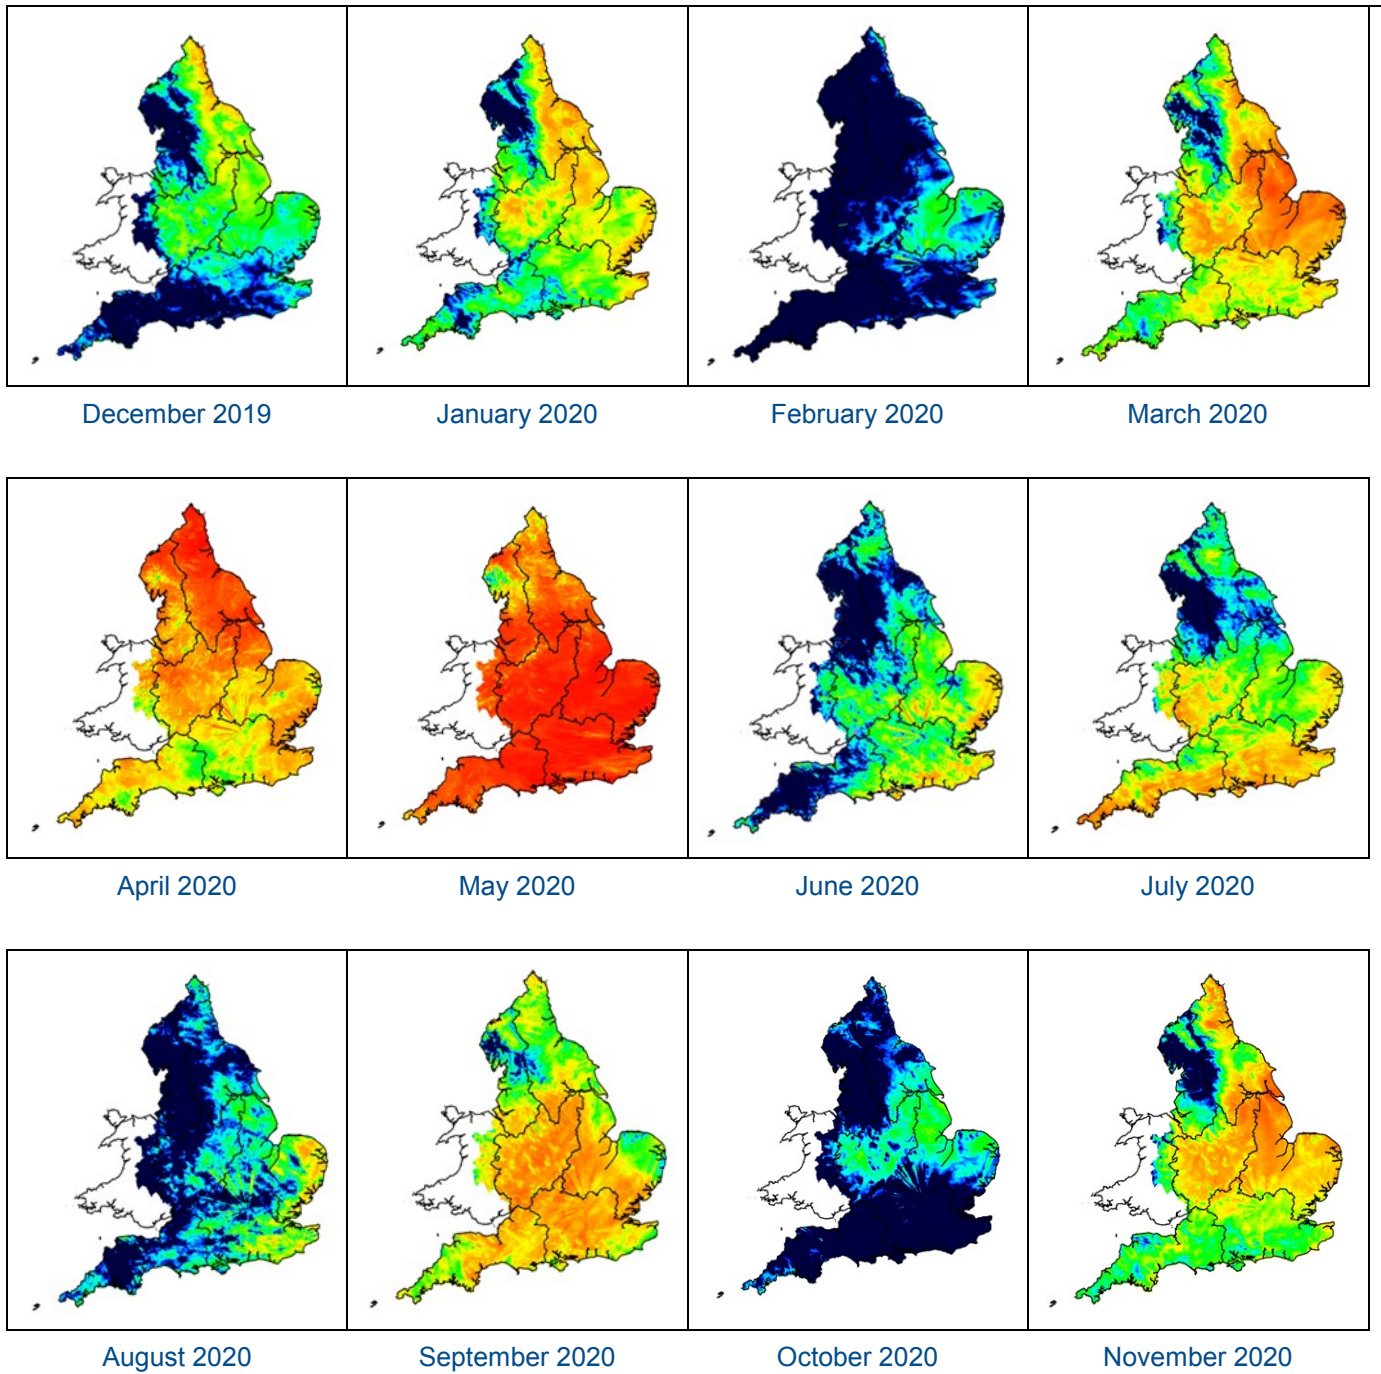 December 2019
January 2020
February 2020
March 2020
April 2020
May 2020
June 2020
July 2020
August 2020
September 2020
October 2020
November 2020